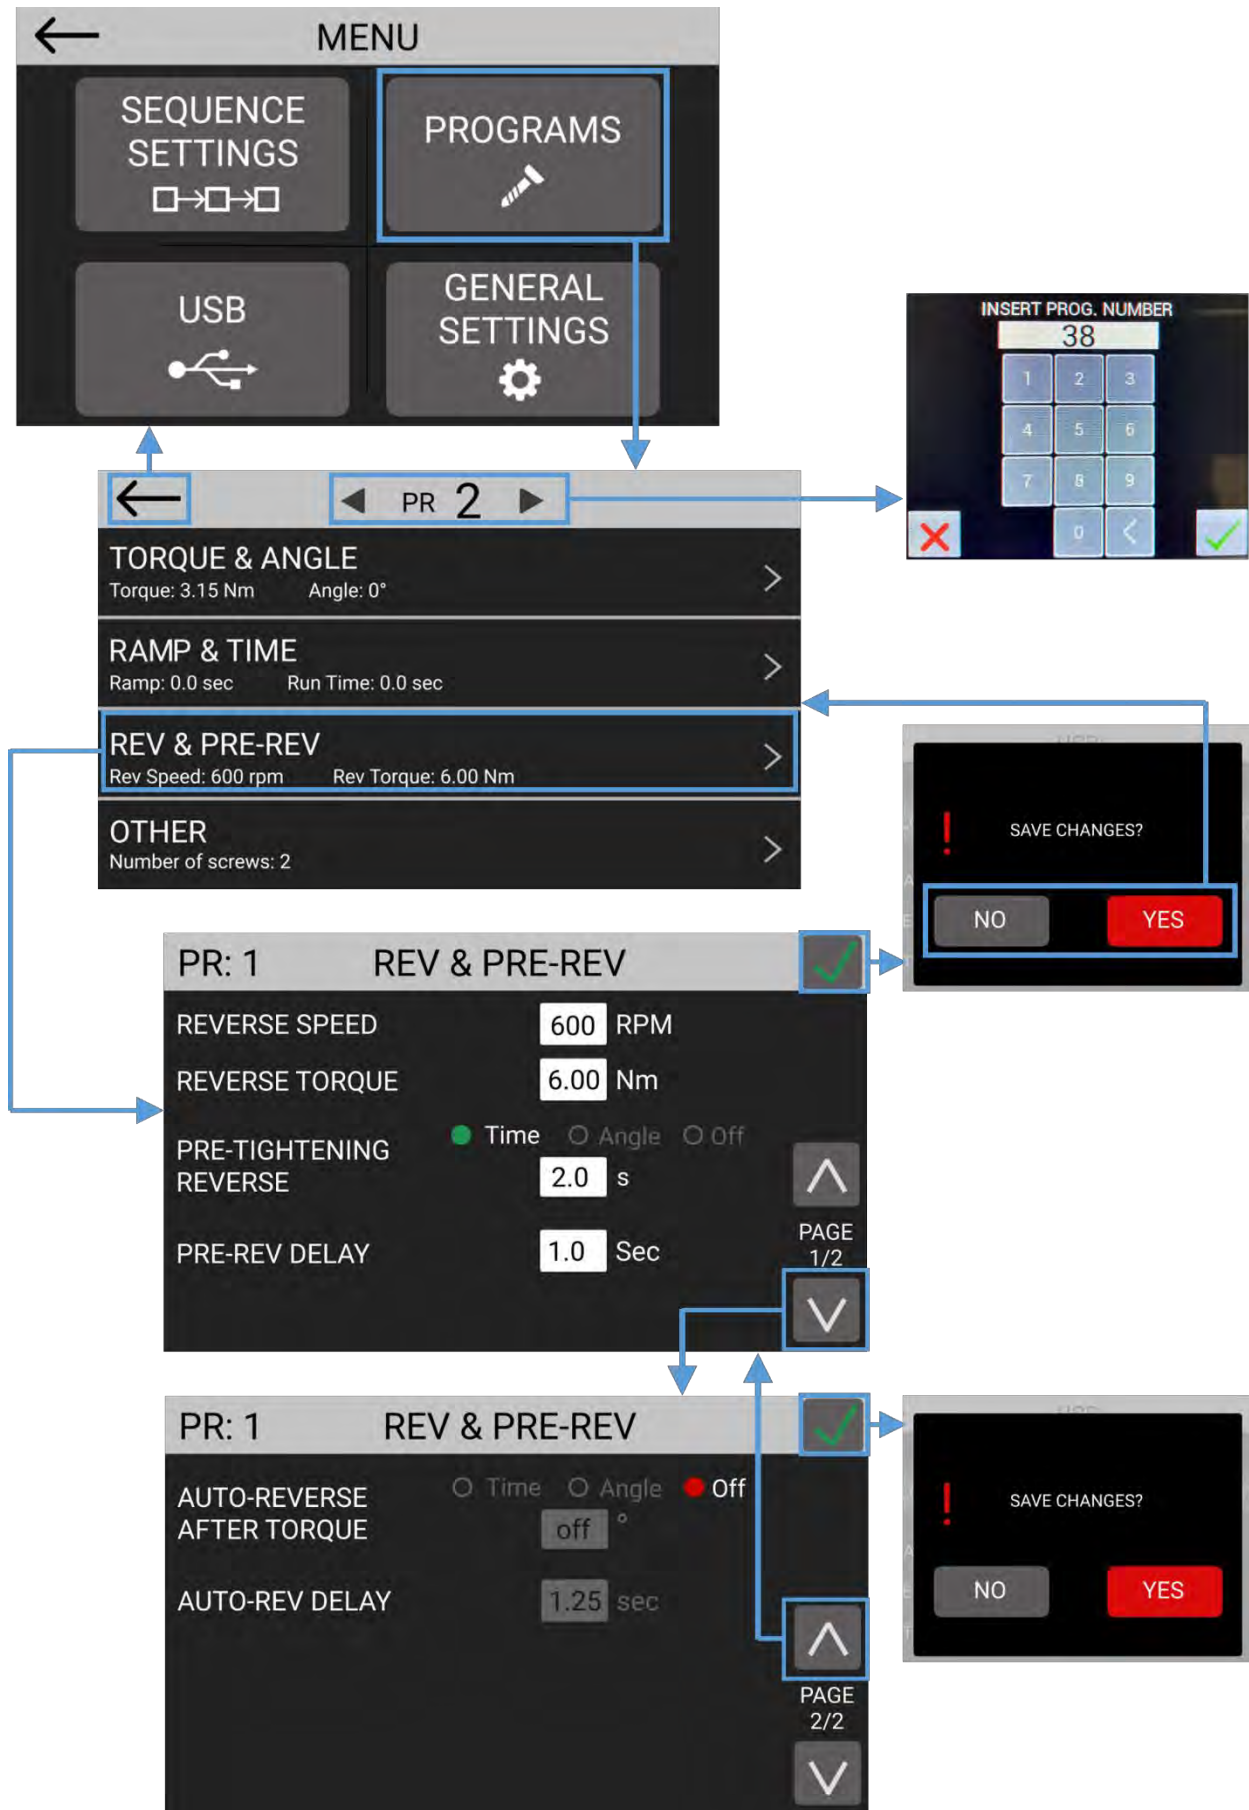 MENU
SEQUENCE
SETTINGS
PROGRAMS
USB
GENERAL
SETTINGS
INSERT PROG. NUMBER
38
1 2 3
4 5 6
7 8 9
0
PR 2
TORQUE & ANGLE
Torque: 3.15 Nm Angle: 0°
RAMP & TIME
Ramp: 0.0 sec Run Time: 0.0 sec
REV & PRE-REV
Rev Speed: 600 rpm Rev Torque: 6.00 Nm
OTHER
Number of screws: 2
SAVE CHANGES?
NO YES
PR: 1 REV & PRE-REV
REVERSE SPEED 600 RPM
REVERSE TORQUE 6.00 Nm
Time Angle Off
PRE-TIGHTENING
REVERSE 2.0 s
PRE-REV DELAY 1.0 Sec
PAGE
1/2
PR: 1 REV & PRE-REV
Time Angle Off
AUTO-REVERSE
AFTER TORQUE off °
AUTO-REV DELAY 1.25 sec
PAGE
2/2
SAVE CHANGES?
NO YES